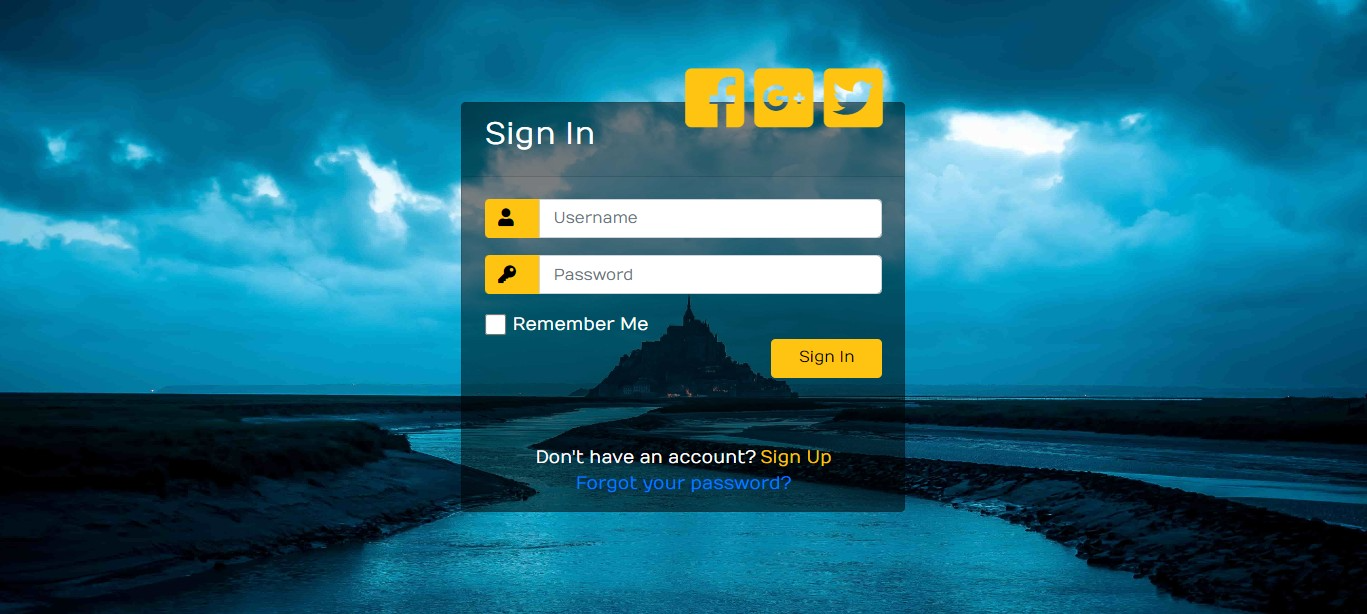 Sign In
Username
Password
Remember Me
Sign In
Don't have an account? Sign Up
Forgot your password?